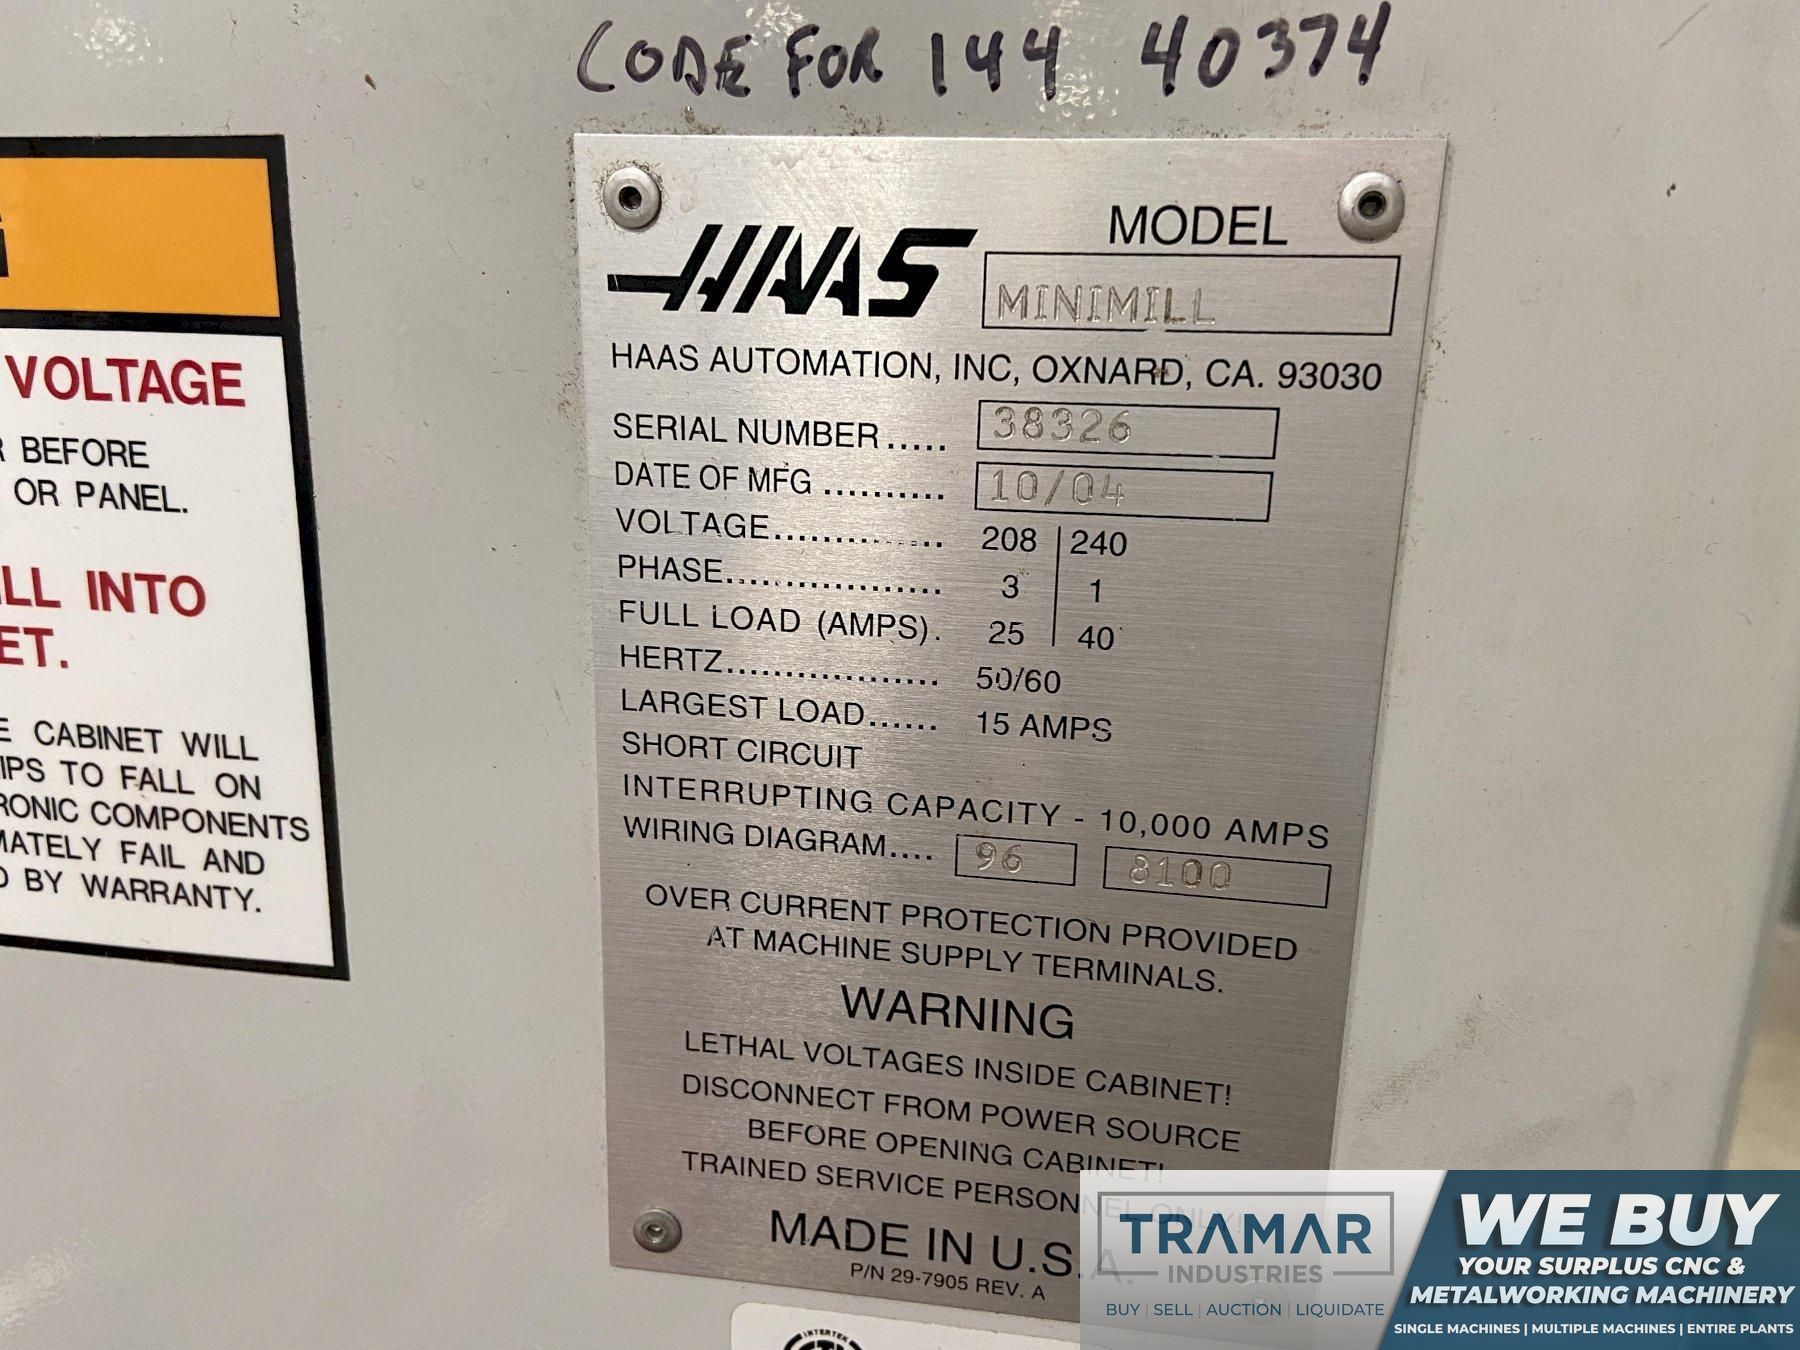 CODE FOR 144 40374
G
VOLTAGE
R BEFORE
OR PANEL.
LL INTO
ET.
E CABINET WILL
IPS TO FALL ON
RONIC COMPONENTS
MATELY FAIL AND
D BY WARRANTY.
HAAS
MODEL
MINIMILL
HAAS AUTOMATION, INC, OXNARD, CA. 93030
SERIAL NUMBER ..... 38326
DATE OF MFG .......... 10/04
VOLTAGE.............. 208 | 240
PHASE.................. 3 | 1
FULL LOAD (AMPS). 25 | 40
HERTZ................. 50/60
LARGEST LOAD...... 15 AMPS
SHORT CIRCUIT
INTERRUPTING CAPACITY - 10,000 AMPS
WIRING DIAGRAM.... 96 8100
OVER CURRENT PROTECTION PROVIDED
AT MACHINE SUPPLY TERMINALS.
WARNING
LETHAL VOLTAGES INSIDE CABINET!
DISCONNECT FROM POWER SOURCE
BEFORE OPENING CABINET!
TRAINED SERVICE PERSONNEL ONLY!
MADE IN U.S.A.
P/N 29-7905 REV. A
INTERTEK
TRAMAR
INDUSTRIES
BUY | SELL | AUCTION | LIQUIDATE
WE BUY
YOUR SURPLUS CNC &
METALWORKING MACHINERY
SINGLE MACHINES | MULTIPLE MACHINES | ENTIRE PLANTS